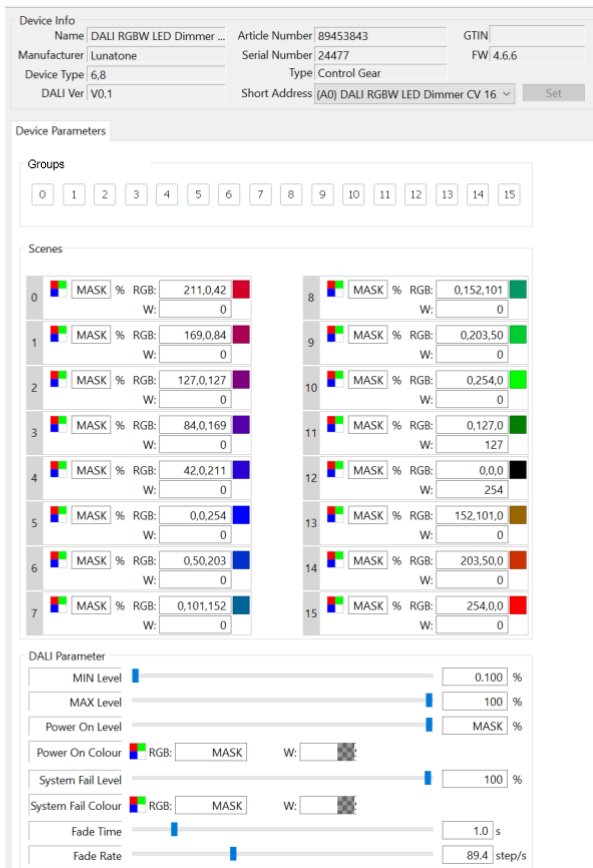 Device Info
Name DALI RGBW LED Dimmer ... Article Number 89453843 GTIN
Manufacturer Lunatone Serial Number 24477 FW 4.6.6
Device Type 6,8 Type Control Gear
DALI Ver V0.1 Short Address (A0) DALI RGBW LED Dimmer CV 16 Set
Device Parameters
Groups
0 1 2 3 4 5 6 7 8 9 10 11 12 13 14 15
Scenes
0 MASK % RGB: 211,0,42
W: 0
1 MASK % RGB: 169,0,84
W: 0
2 MASK % RGB: 127,0,127
W: 0
3 MASK % RGB: 84,0,169
W: 0
4 MASK % RGB: 42,0,211
W: 0
5 MASK % RGB: 0,0,254
W: 0
6 MASK % RGB: 0,50,203
W: 0
7 MASK % RGB: 0,101,152
W: 0
8 MASK % RGB: 0,152,101
W: 0
9 MASK % RGB: 0,203,50
W: 0
10 MASK % RGB: 0,254,0
W: 0
11 MASK % RGB: 0,127,0
W: 127
12 MASK % RGB: 0,0,0
W: 254
13 MASK % RGB: 152,101,0
W: 0
14 MASK % RGB: 203,50,0
W: 0
15 MASK % RGB: 254,0,0
W: 0
DALI Parameter
MIN Level 0.100 %
MAX Level 100 %
Power On Level MASK %
Power On Colour RGB: MASK W:
System Fail Level 100 %
System Fail Colour RGB: MASK W:
Fade Time 1.0 s
Fade Rate 89.4 step/s